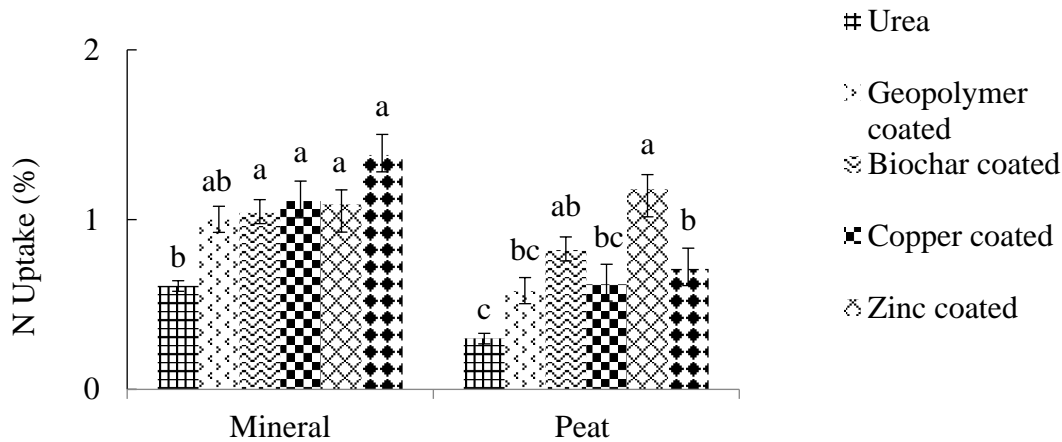 2
Urea
Geopolymer
coated
Biochar coated
Copper coated
Zinc coated
N Uptake (%)
1
0
b
ab
a
a
a
a
c
bc
ab
bc
a
b
Mineral
Peat